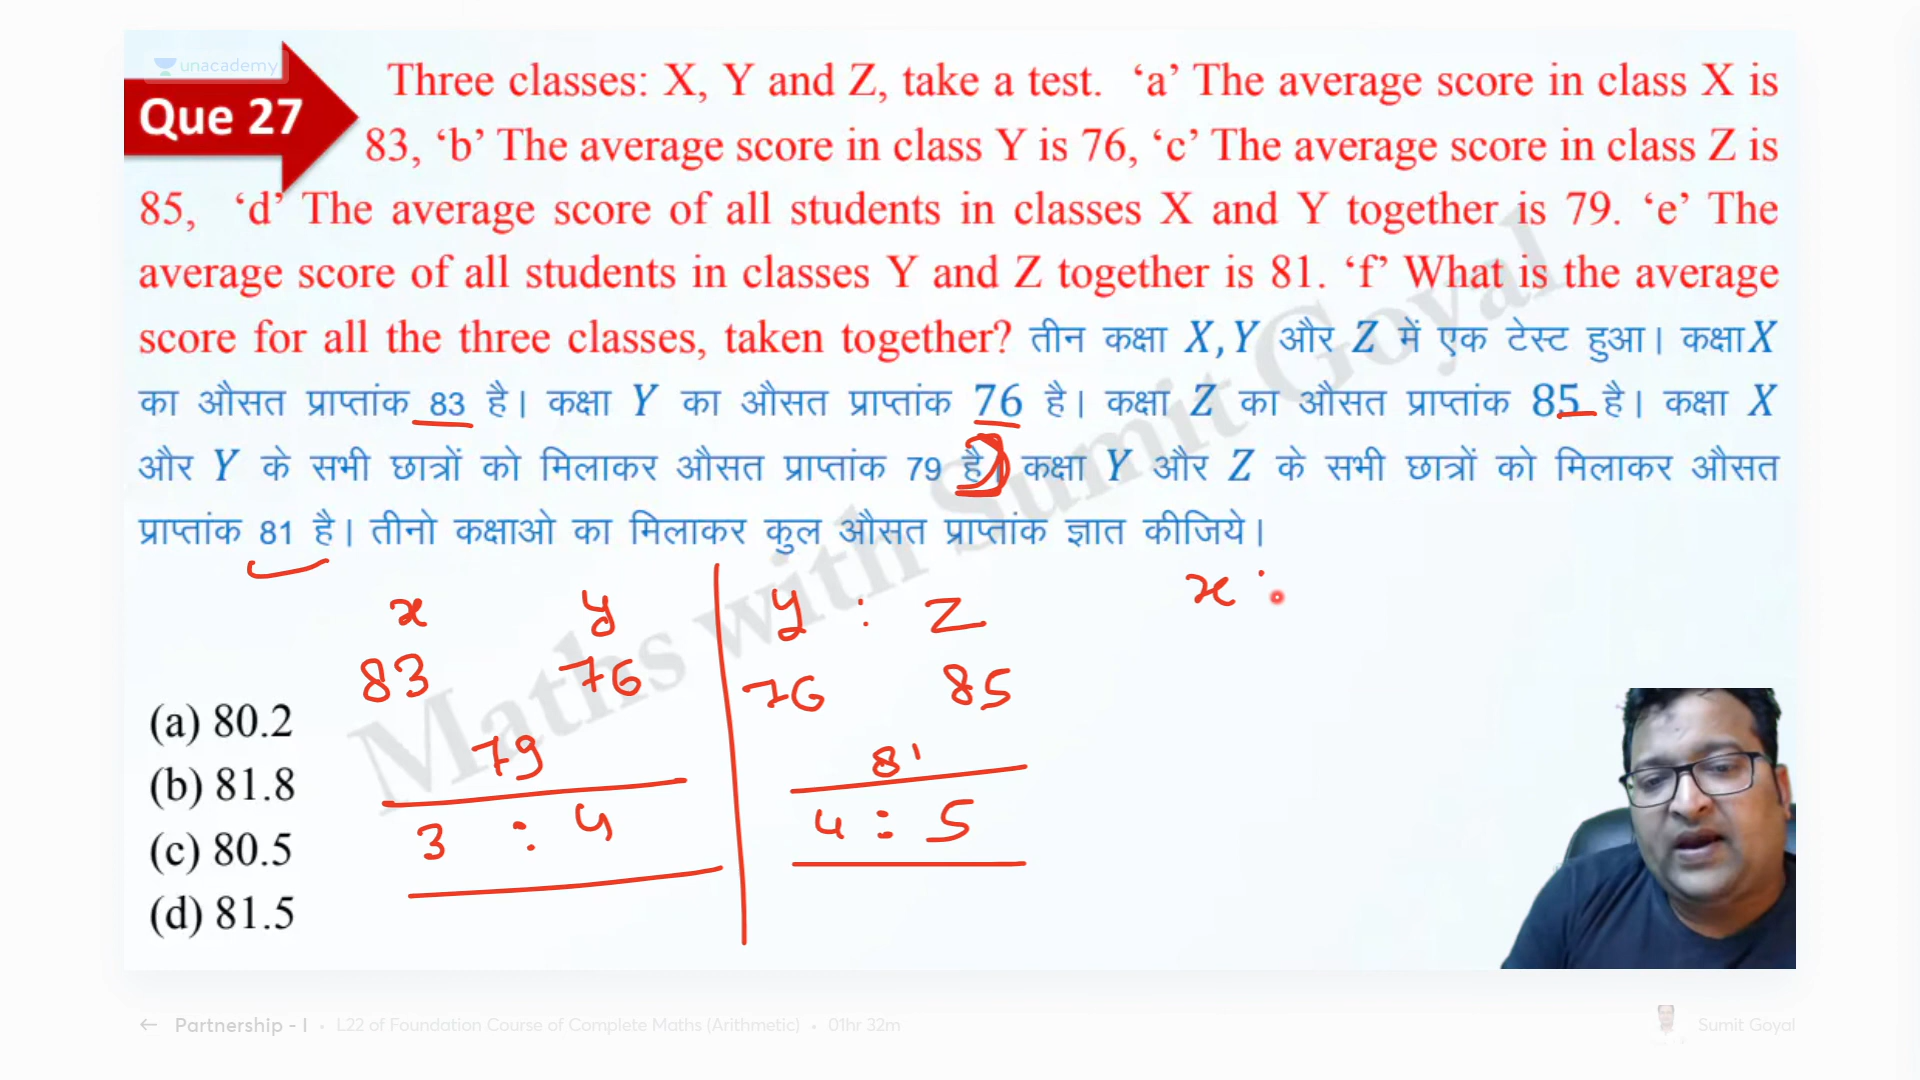 unacademy
Que 27
Three classes: X, Y and Z, take a test. ‘a’ The average score in class X is
83, ‘b’ The average score in class Y is 76, ‘c’ The average score in class Z is
85, ‘d’ The average score of all students in classes X and Y together is 79. ‘e’ The
average score of all students in classes Y and Z together is 81. ‘f’ What is the average
score for all the three classes, taken together? तीन कक्षा X, Y और Z में एक टेस्ट हुआ। कक्षा X
का औसत प्राप्तांक 83 है। कक्षा Y का औसत प्राप्तांक 76 है। कक्षा Z का औसत प्राप्तांक 85 है। कक्षा X
और Y के सभी छात्रों को मिलाकर औसत प्राप्तांक 79 है। कक्षा Y और Z के सभी छात्रों को मिलाकर औसत
प्राप्तांक 81 है। तीनो कक्षाओ का मिलाकर कुल औसत प्राप्तांक ज्ञात कीजिये।
Maths with Sumit Goyal
x y
83 76
79
3 : 4
y : Z
76 85
81
4 : 5
x :
(a) 80.2
(b) 81.8
(c) 80.5
(d) 81.5
← Partnership - I • L22 of Foundation Course of Complete Maths (Arithmetic) • 01hr 32m
Sumit Goyal